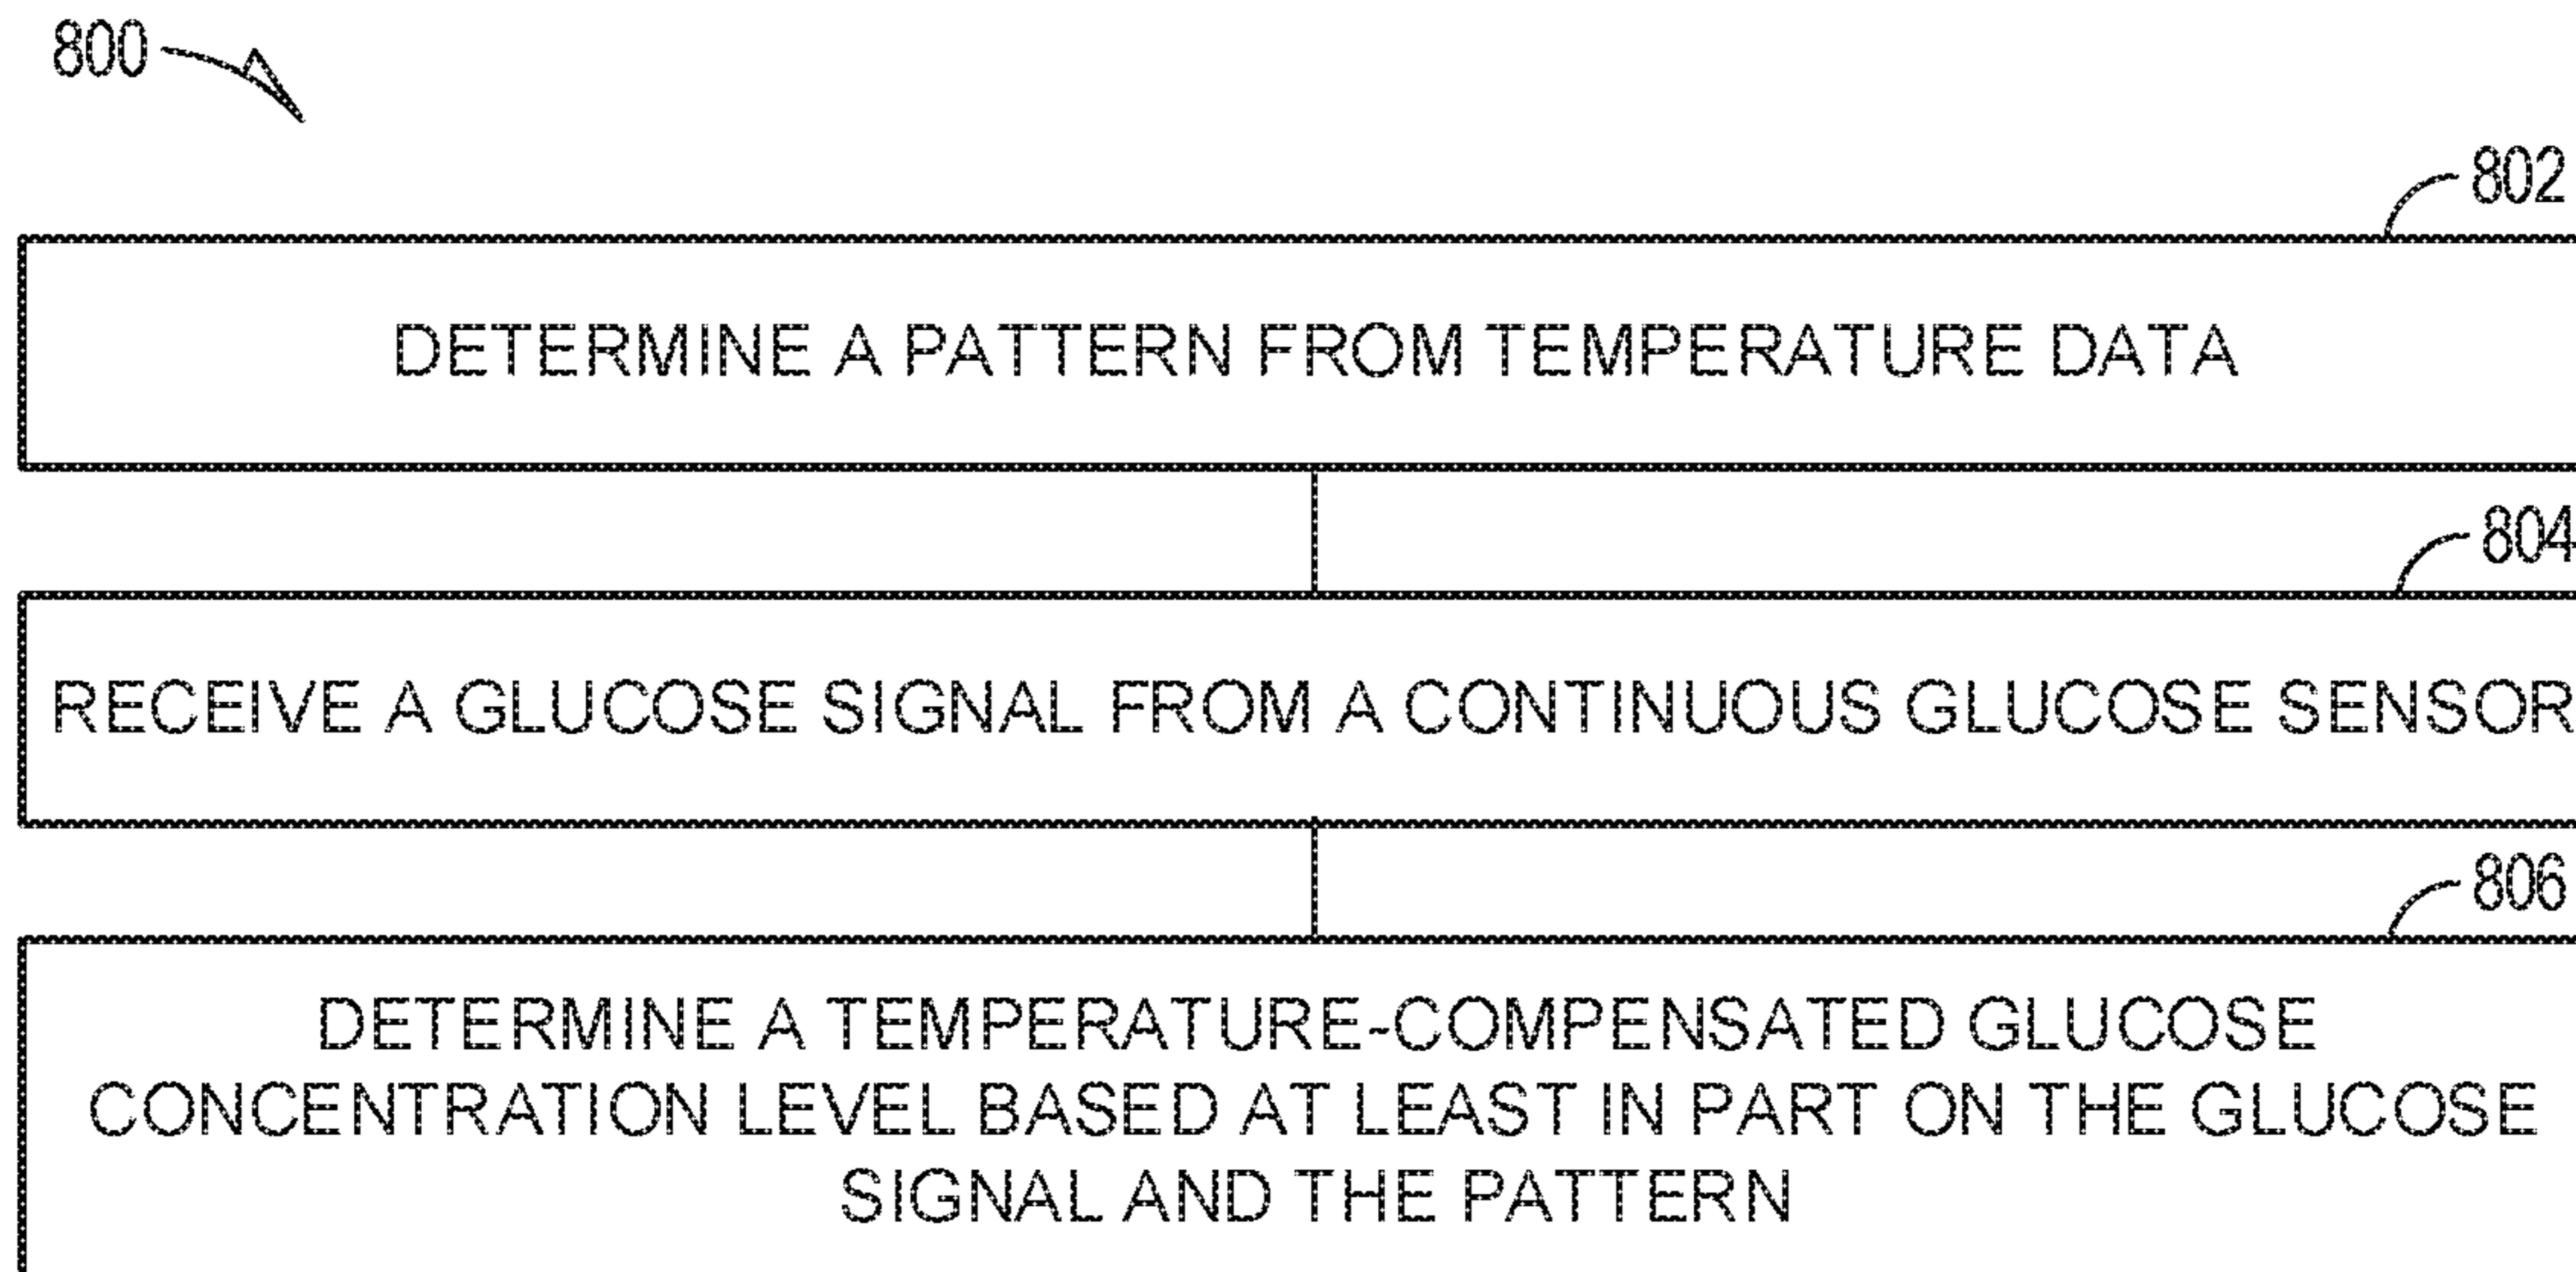 800
802
DETERMINE A PATTERN FROM TEMPERATURE DATA
804
RECEIVE A GLUCOSE SIGNAL FROM A CONTINUOUS GLUCOSE SENSOR
806
DETERMINE A TEMPERATURE-COMPENSATED GLUCOSE
CONCENTRATION LEVEL BASED AT LEAST IN PART ON THE GLUCOSE
SIGNAL AND THE PATTERN